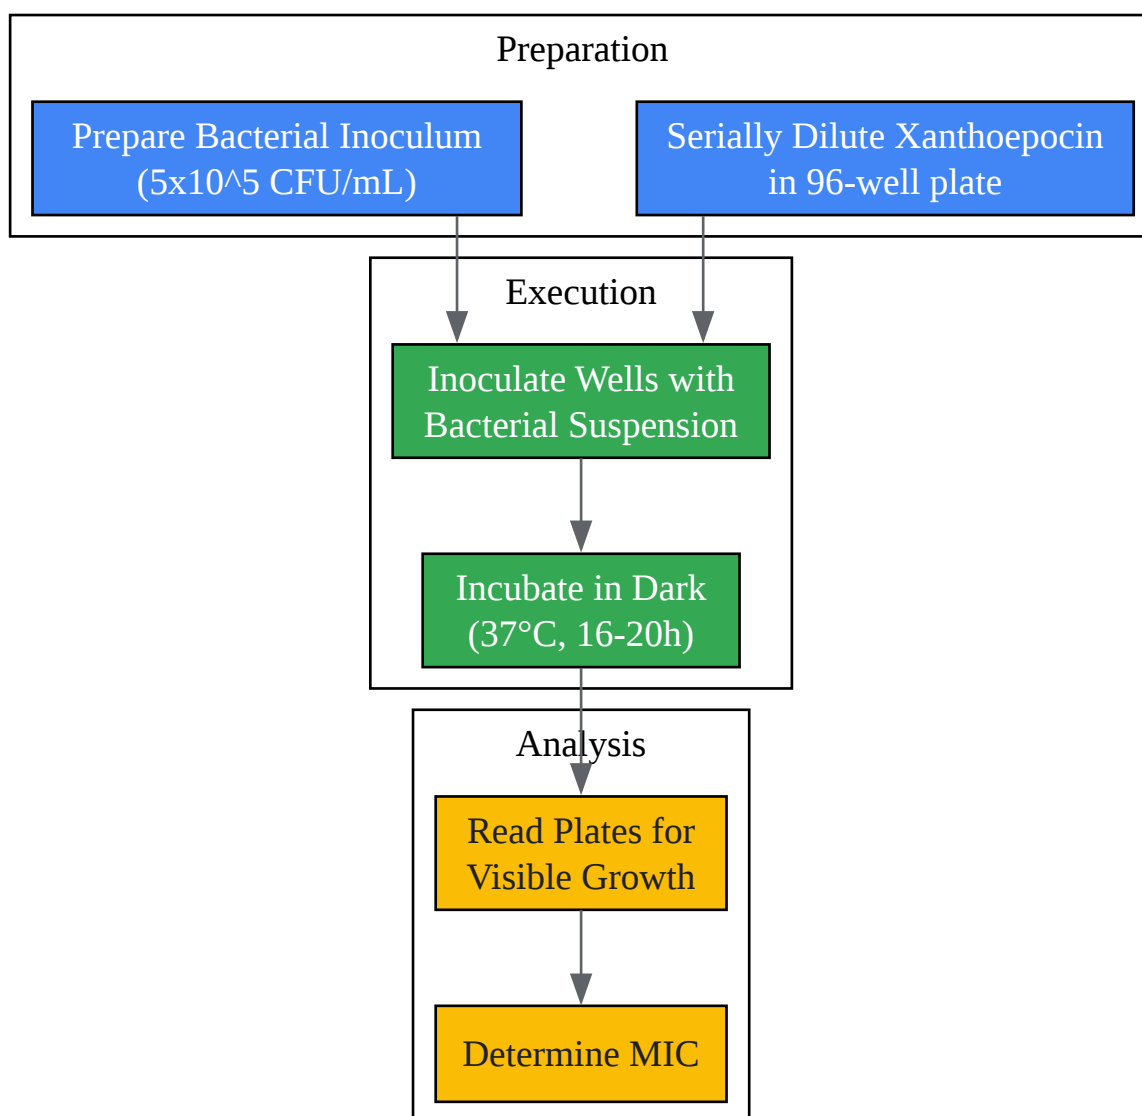 Preparation
Prepare Bacterial Inoculum
(5x10^5 CFU/mL)
Serially Dilute Xanthoepocin
in 96-well plate
Execution
Inoculate Wells with
Bacterial Suspension
Incubate in Dark
(37°C, 16-20h)
Analysis
Read Plates for
Visible Growth
Determine MIC